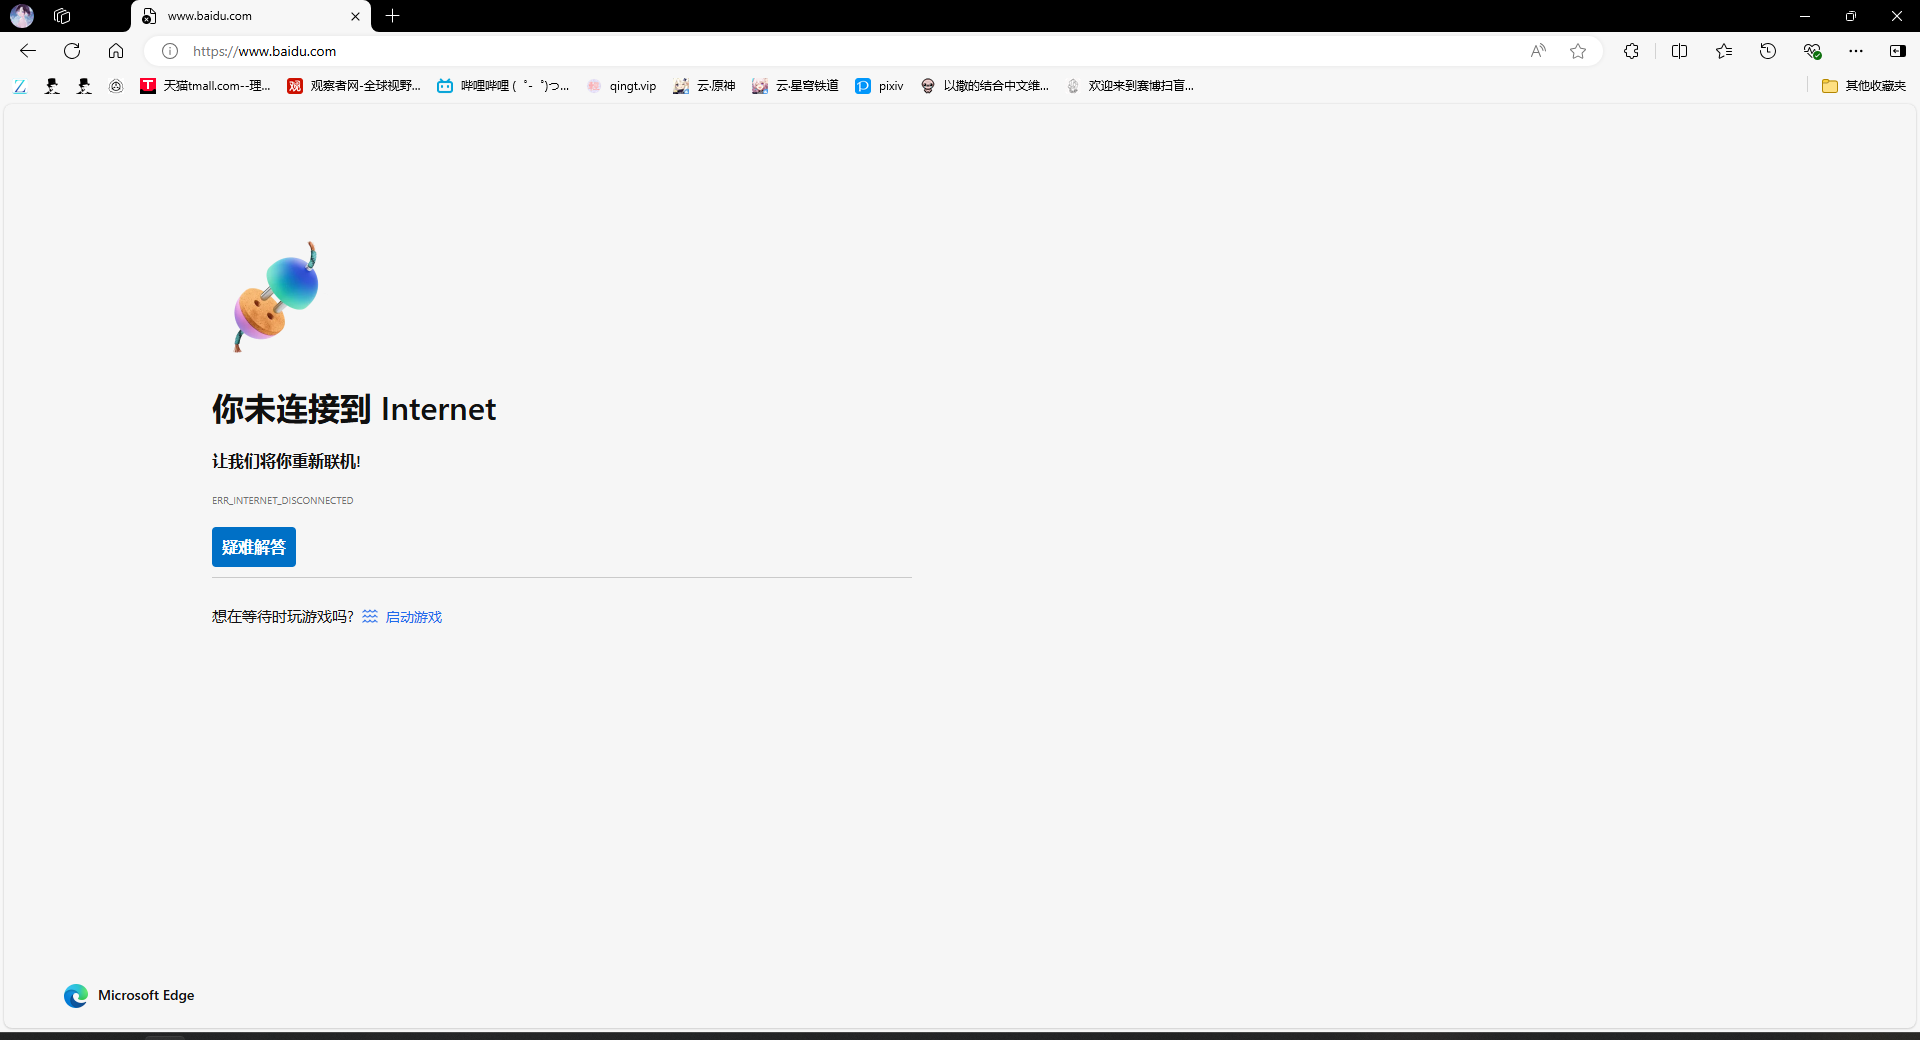 www.baidu.com
https://www.baidu.com
天猫tmall.com--理...
观察者网-全球视野...
哔哩哔哩 (゜-゜)つ...
qingt.vip
云·原神
云·星穹铁道
pixiv
以撒的结合中文维...
欢迎来到赛博扫盲...
其他收藏夹
你未连接到 Internet
让我们将你重新联机!
ERR_INTERNET_DISCONNECTED
疑难解答
想在等待时玩游戏吗? 启动游戏
Microsoft Edge